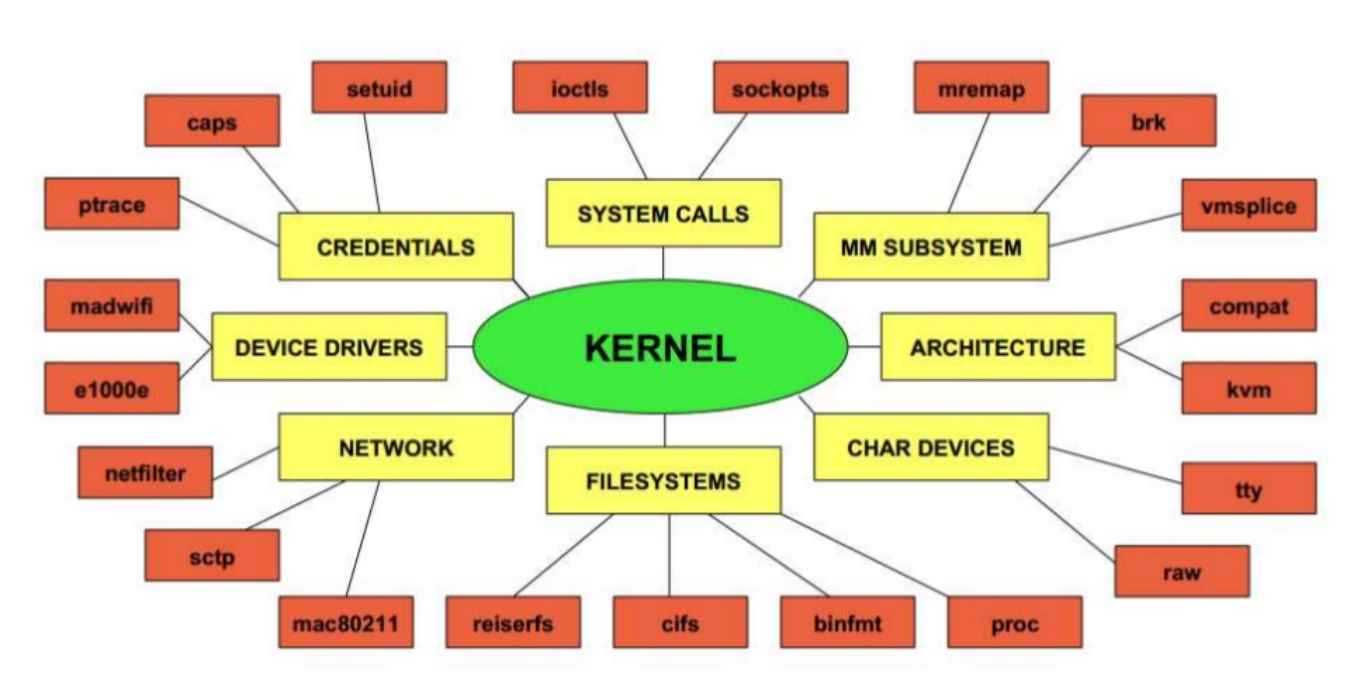 setuid
ioctls
sockopts
mremap
caps
brk
ptrace
vmsplice
SYSTEM CALLS
CREDENTIALS
MM SUBSYSTEM
madwifi
compat
DEVICE DRIVERS
KERNEL
ARCHITECTURE
e1000e
kvm
NETWORK
CHAR DEVICES
netfilter
FILESYSTEMS
tty
sctp
raw
mac80211
reiserfs
cifs
binfmt
proc